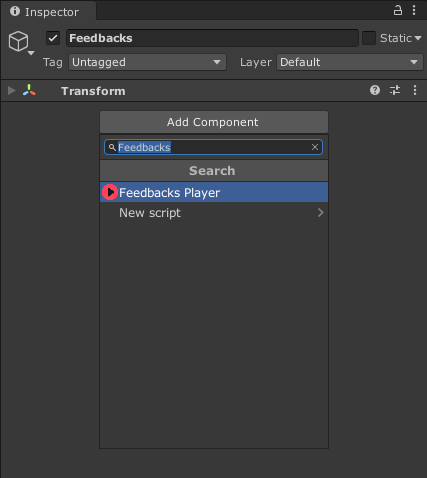 Inspector
Feedbacks
Static
Tag
Untagged
Layer
Default
Transform
Add Component
Feedbacks
Search
Feedbacks Player
New script